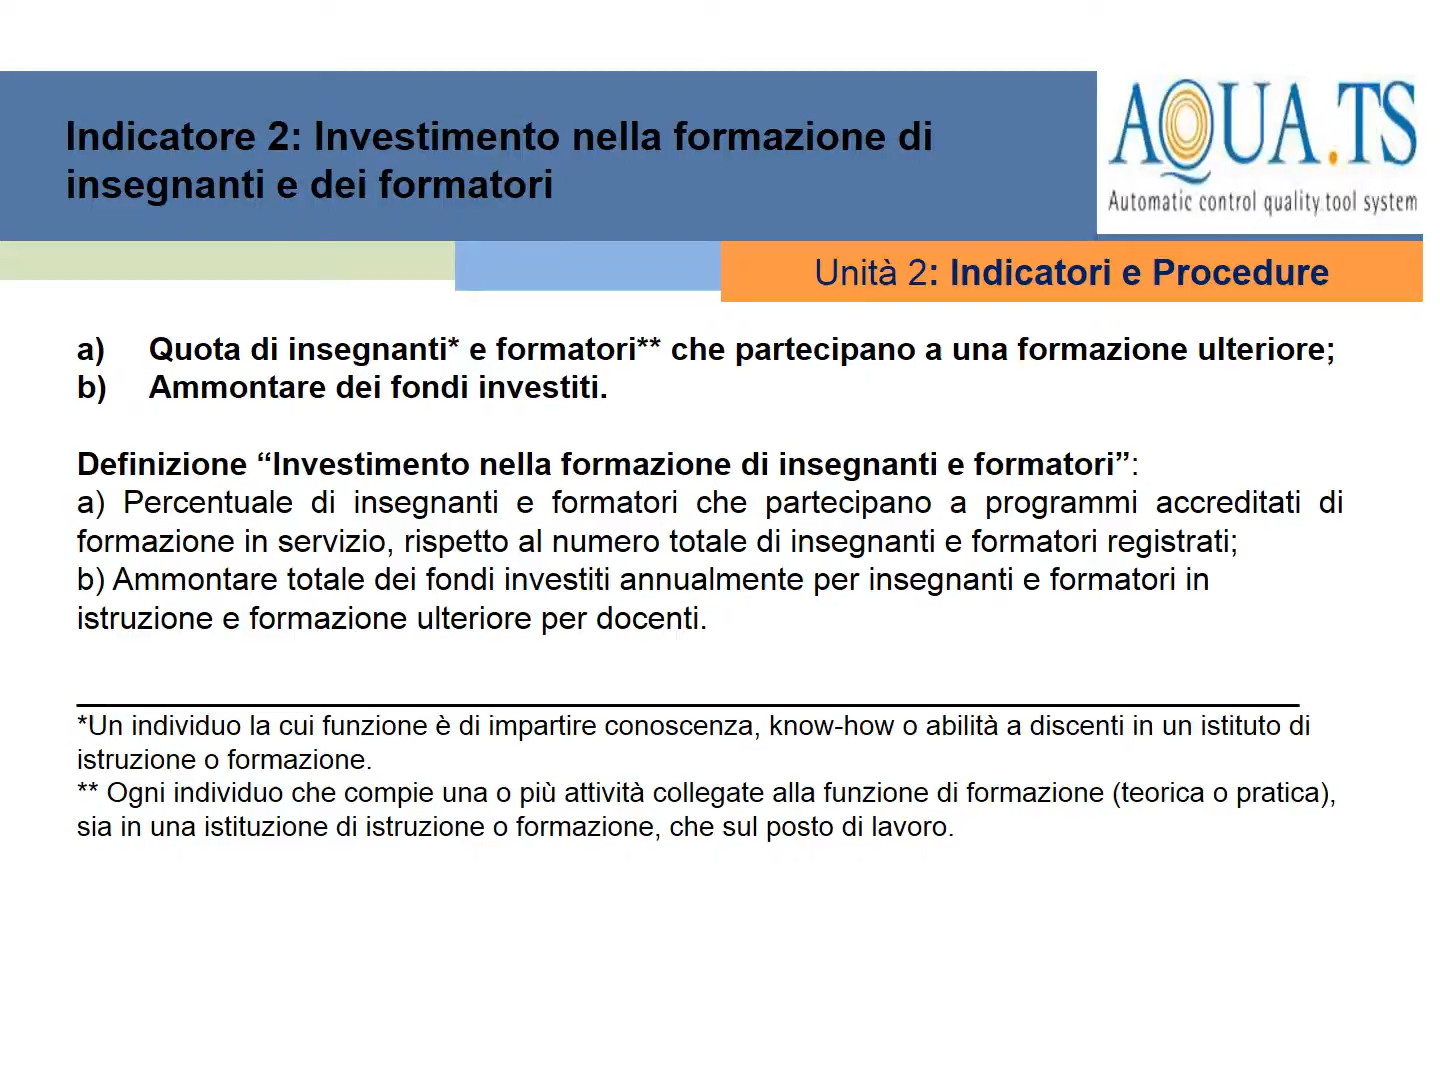 Indicatore 2: Investimento nella formazione di
insegnanti e dei formatori
AQUA.TS
Automatic control quality tool system
Unità 2: Indicatori e Procedure
a) Quota di insegnanti* e formatori** che partecipano a una formazione ulteriore;
b) Ammontare dei fondi investiti.
Definizione “Investimento nella formazione di insegnanti e formatori”:
a) Percentuale di insegnanti e formatori che partecipano a programmi accreditati di
formazione in servizio, rispetto al numero totale di insegnanti e formatori registrati;
b) Ammontare totale dei fondi investiti annualmente per insegnanti e formatori in
istruzione e formazione ulteriore per docenti.
*Un individuo la cui funzione è di impartire conoscenza, know-how o abilità a discenti in un istituto di
istruzione o formazione.
** Ogni individuo che compie una o più attività collegate alla funzione di formazione (teorica o pratica),
sia in una istituzione di istruzione o formazione, che sul posto di lavoro.